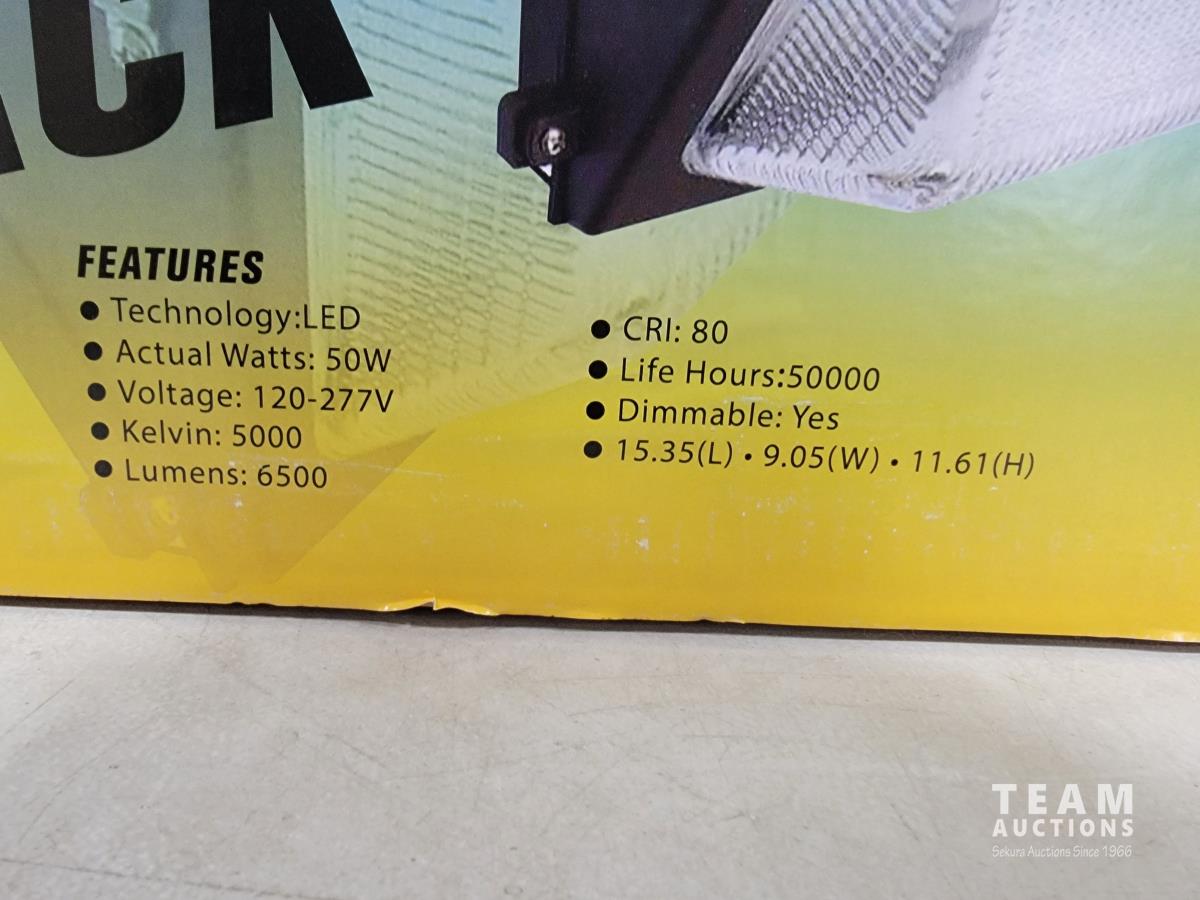 ACK
FEATURES
● Technology:LED
● Actual Watts: 50W
● Voltage: 120-277V
● Kelvin: 5000
● Lumens: 6500
● CRI: 80
● Life Hours:50000
● Dimmable: Yes
● 15.35(L) • 9.05(W) • 11.61(H)
TEAM
AUCTIONS
Sekura Auctions Since 1966